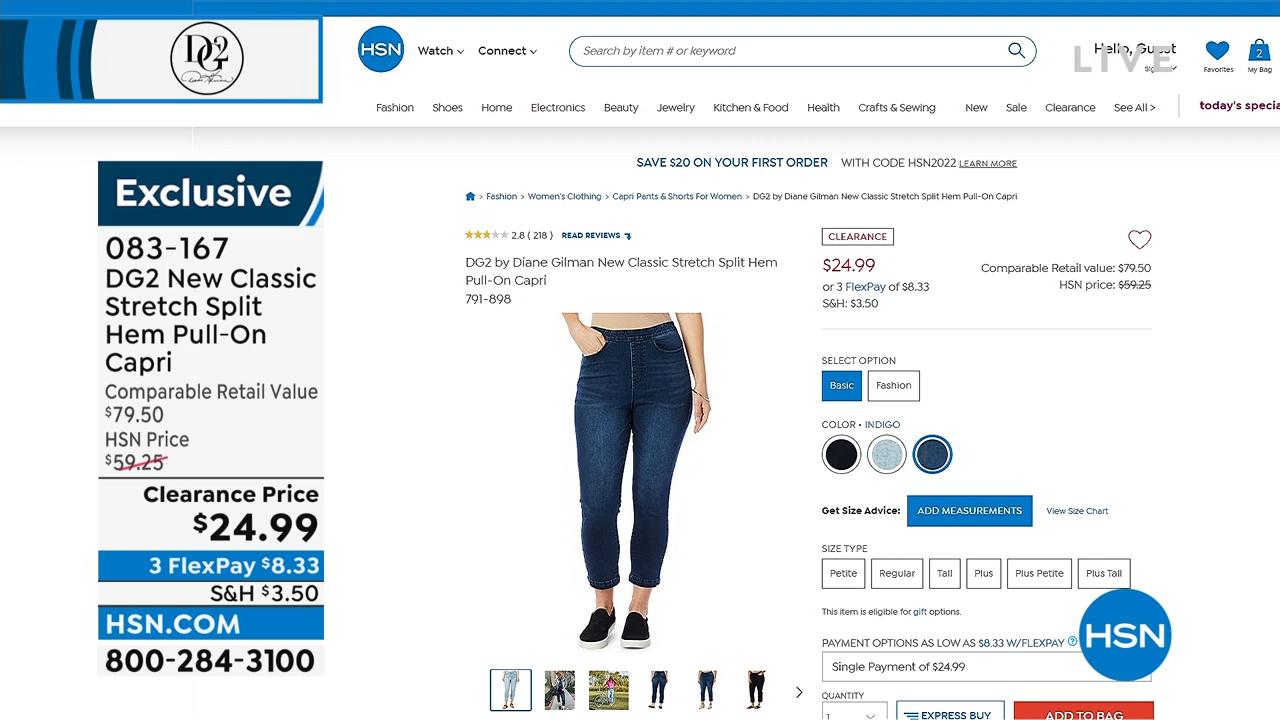 DG2
HSN
Watch
Connect
Search by item # or keyword
Hello, Guest
LIVE
Favorites
2
My Bag
Fashion
Shoes
Home
Electronics
Beauty
Jewelry
Kitchen & Food
Health
Crafts & Sewing
New
Sale
Clearance
See All >
today's specia
SAVE $20 ON YOUR FIRST ORDER WITH CODE HSN2022 LEARN MORE
> Fashion > Women's Clothing > Capri Pants & Shorts For Women > DG2 by Diane Gilman New Classic Stretch Split Hem Pull-On Capri
Exclusive
083-167
DG2 New Classic
Stretch Split
Hem Pull-On
Capri
Comparable Retail Value
$79.50
HSN Price
$59.25
Clearance Price
$24.99
3 FlexPay $8.33
S&H $3.50
HSN.COM
800-284-3100
2.8 ( 218 ) READ REVIEWS
DG2 by Diane Gilman New Classic Stretch Split Hem
Pull-On Capri
791-898
CLEARANCE
$24.99
or 3 FlexPay of $8.33
S&H: $3.50
Comparable Retail value: $79.50
HSN price: $59.25
SELECT OPTION
Basic
Fashion
COLOR • INDIGO
Get Size Advice:
ADD MEASUREMENTS
View Size Chart
SIZE TYPE
Petite
Regular
Tall
Plus
Plus Petite
Plus Tall
This item is eligible for gift options.
PAYMENT OPTIONS AS LOW AS $8.33 W/FLEXPAY ?
Single Payment of $24.99
HSN
QUANTITY
1
EXPRESS BUY
ADD TO BAG